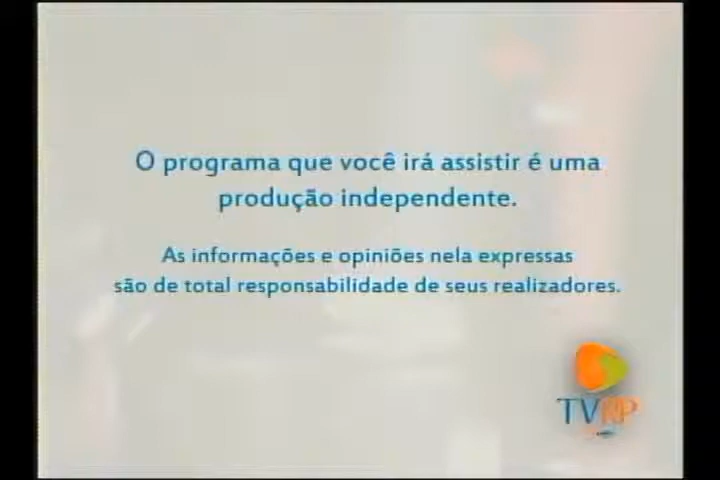 O programa que você irá assistir é uma
produção independente.
As informações e opiniões nela expressas
são de total responsabilidade de seus realizadores.
TVNP